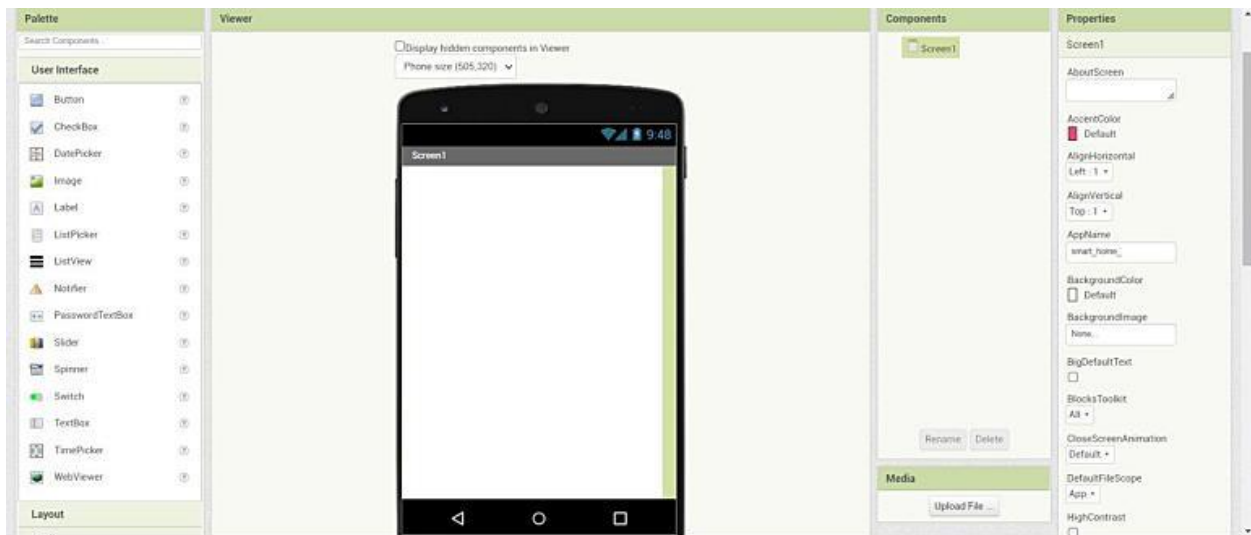 Palette
Search Components...
User Interface
Button
CheckBox
DatePicker
Image
Label
ListPicker
ListView
Notifier
PasswordTextBox
Slider
Spinner
Switch
TextBox
TimePicker
WebViewer
Layout
Viewer
Display hidden components in Viewer
Phone size (505,320)
9:48
Screen1
Components
Screen1
Rename Delete
Media
Upload File ...
Properties
Screen1
AboutScreen
AccentColor
Default
AlignHorizontal
Left : 1
AlignVertical
Top : 1
AppName
smart_home_
BackgroundColor
Default
BackgroundImage
None...
BigDefaultText
BlocksToolkit
All
CloseScreenAnimation
Default
DefaultFileScope
App
HighContrast